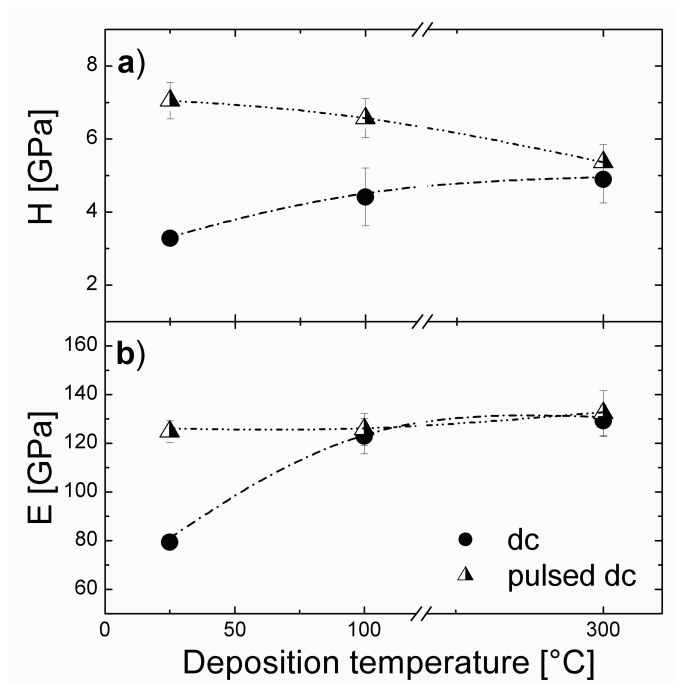 a)
8
6
4
2
H [GPa]
b)
160
140
120
100
80
60
E [GPa]
dc
pulsed dc
0 50 100 300
Deposition temperature [°C]